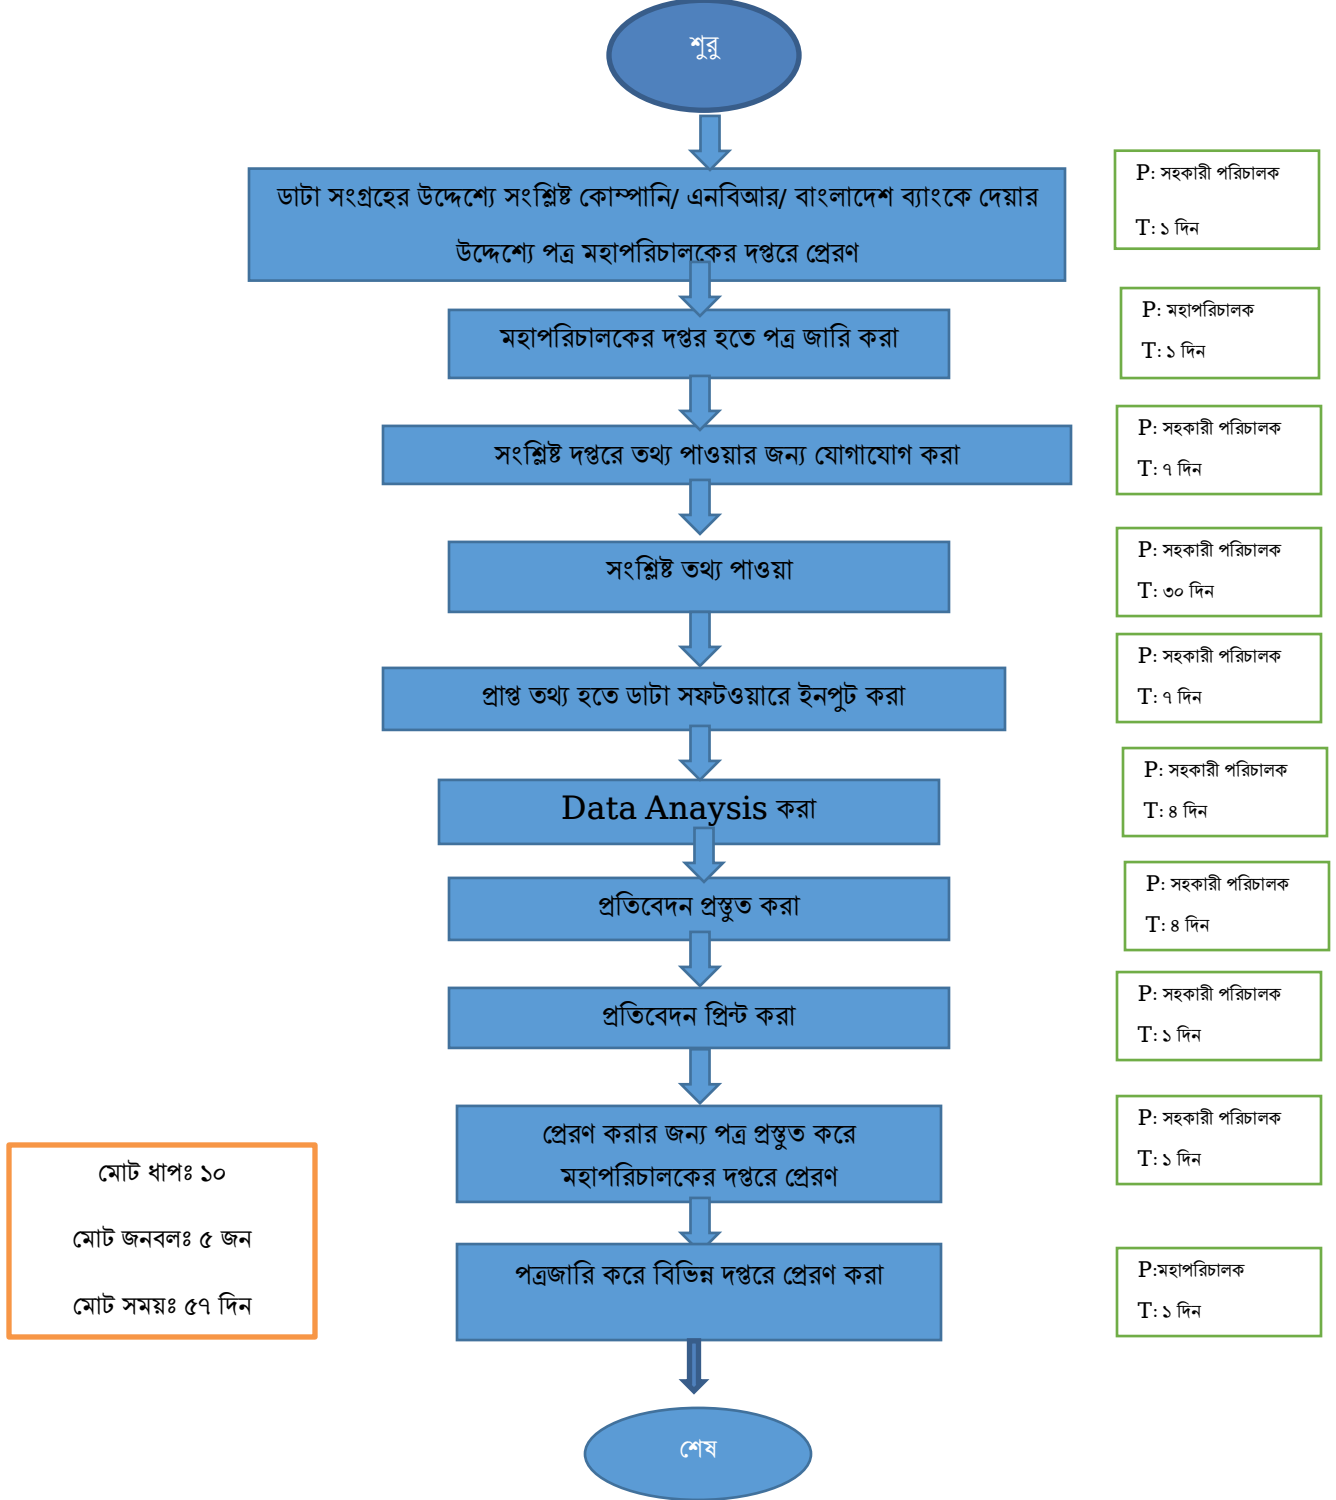 শুরু
ডাটা সংগ্রহের উদ্দেশ্যে সংশ্লিষ্ট কোম্পানি/ এনবিআর/ বাংলাদেশ ব্যাংকে দেয়ার
উদ্দেশ্যে পত্র মহাপরিচালকের দপ্তরে প্রেরণ
P: সহকারী পরিচালক
T: ১ দিন
মহাপরিচালকের দপ্তর হতে পত্র জারি করা
P: মহাপরিচালক
T: ১ দিন
সংশ্লিষ্ট দপ্তরে তথ্য পাওয়ার জন্য যোগাযোগ করা
P: সহকারী পরিচালক
T: ৭ দিন
সংশ্লিষ্ট তথ্য পাওয়া
P: সহকারী পরিচালক
T: ৩০ দিন
প্রাপ্ত তথ্য হতে ডাটা সফটওয়ারে ইনপুট করা
P: সহকারী পরিচালক
T: ৭ দিন
Data Anaysis করা
P: সহকারী পরিচালক
T: ৪ দিন
প্রতিবেদন প্রস্তুত করা
P: সহকারী পরিচালক
T: ৪ দিন
প্রতিবেদন প্রিন্ট করা
P: সহকারী পরিচালক
T: ১ দিন
প্রেরণ করার জন্য পত্র প্রস্তুত করে
মহাপরিচালকের দপ্তরে প্রেরণ
P: সহকারী পরিচালক
T: ১ দিন
মোট ধাপঃ ১০
মোট জনবলঃ ৫ জন
মোট সময়ঃ ৫৭ দিন
পত্রজারি করে বিভিন্ন দপ্তরে প্রেরণ করা
P:মহাপরিচালক
T: ১ দিন
শেষ